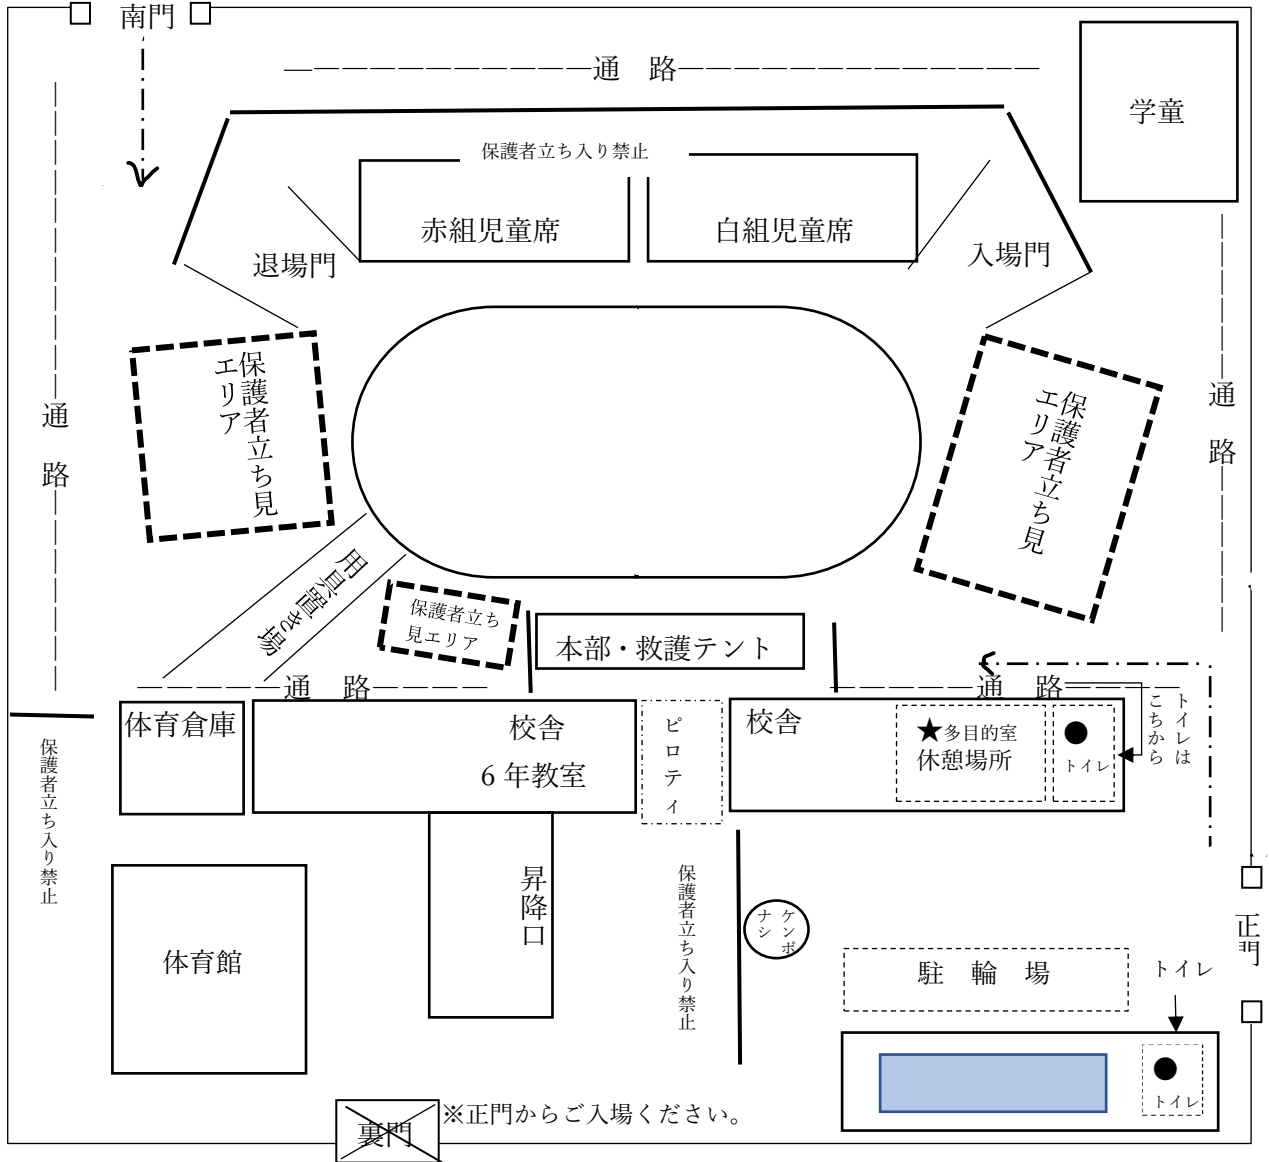 南門
通 路
学童
保護者立ち入り禁止
赤組児童席
白組児童席
退場門
入場門
保護者立ち見
エリア
保護者立ち見
エリア
通 路
通 路
用具置き場
保護者立ち
見エリア
本部・救護テント
通 路
通 路
トイレは
こちから
体育倉庫
校舎
6 年教室
ピロティ
校舎
★多目的室
休憩場所
トイレ
保護者立ち入り禁止
昇降口
保護者立ち入り禁止
ケンポ
ナシ
正門
体育館
駐 輪 場
トイレ
トイレ
裏門
※正門からご入場ください。